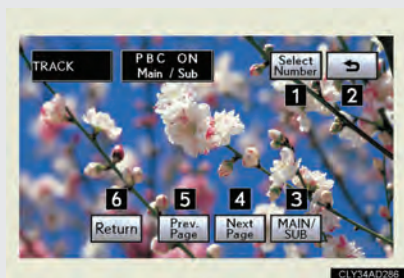 TRACK
PBC ON
Main / Sub
Select
Number
1
2
6
5
4
3
Return
Prev.
Page
Next
Page
MAIN/
SUB
CLY34AD286